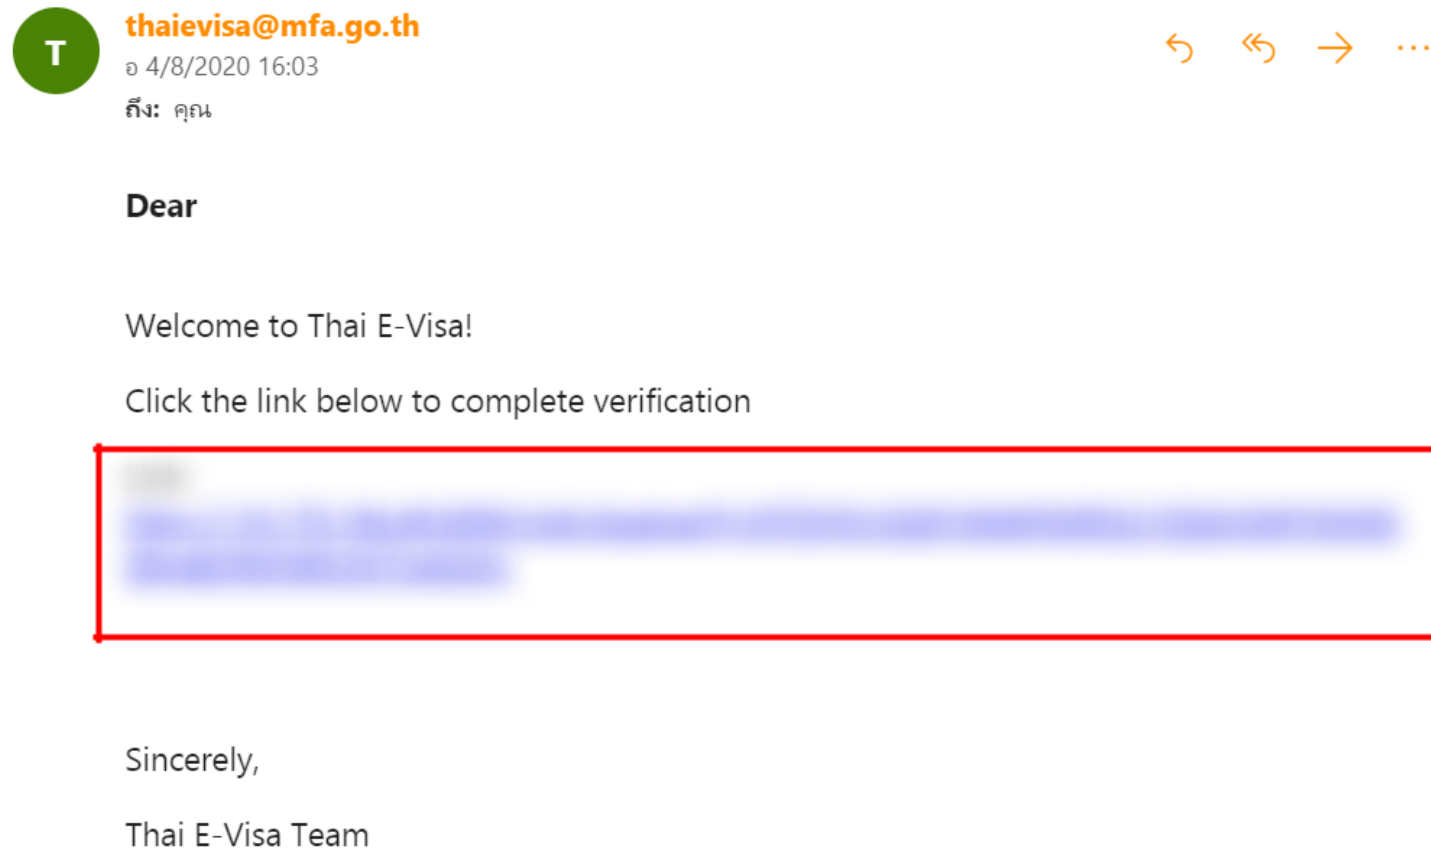 T
thaievisa@mfa.go.th
อ 4/8/2020 16:03
ถึง: คุณ
Dear
Welcome to Thai E-Visa!
Click the link below to complete verification
Sincerely,
Thai E-Visa Team